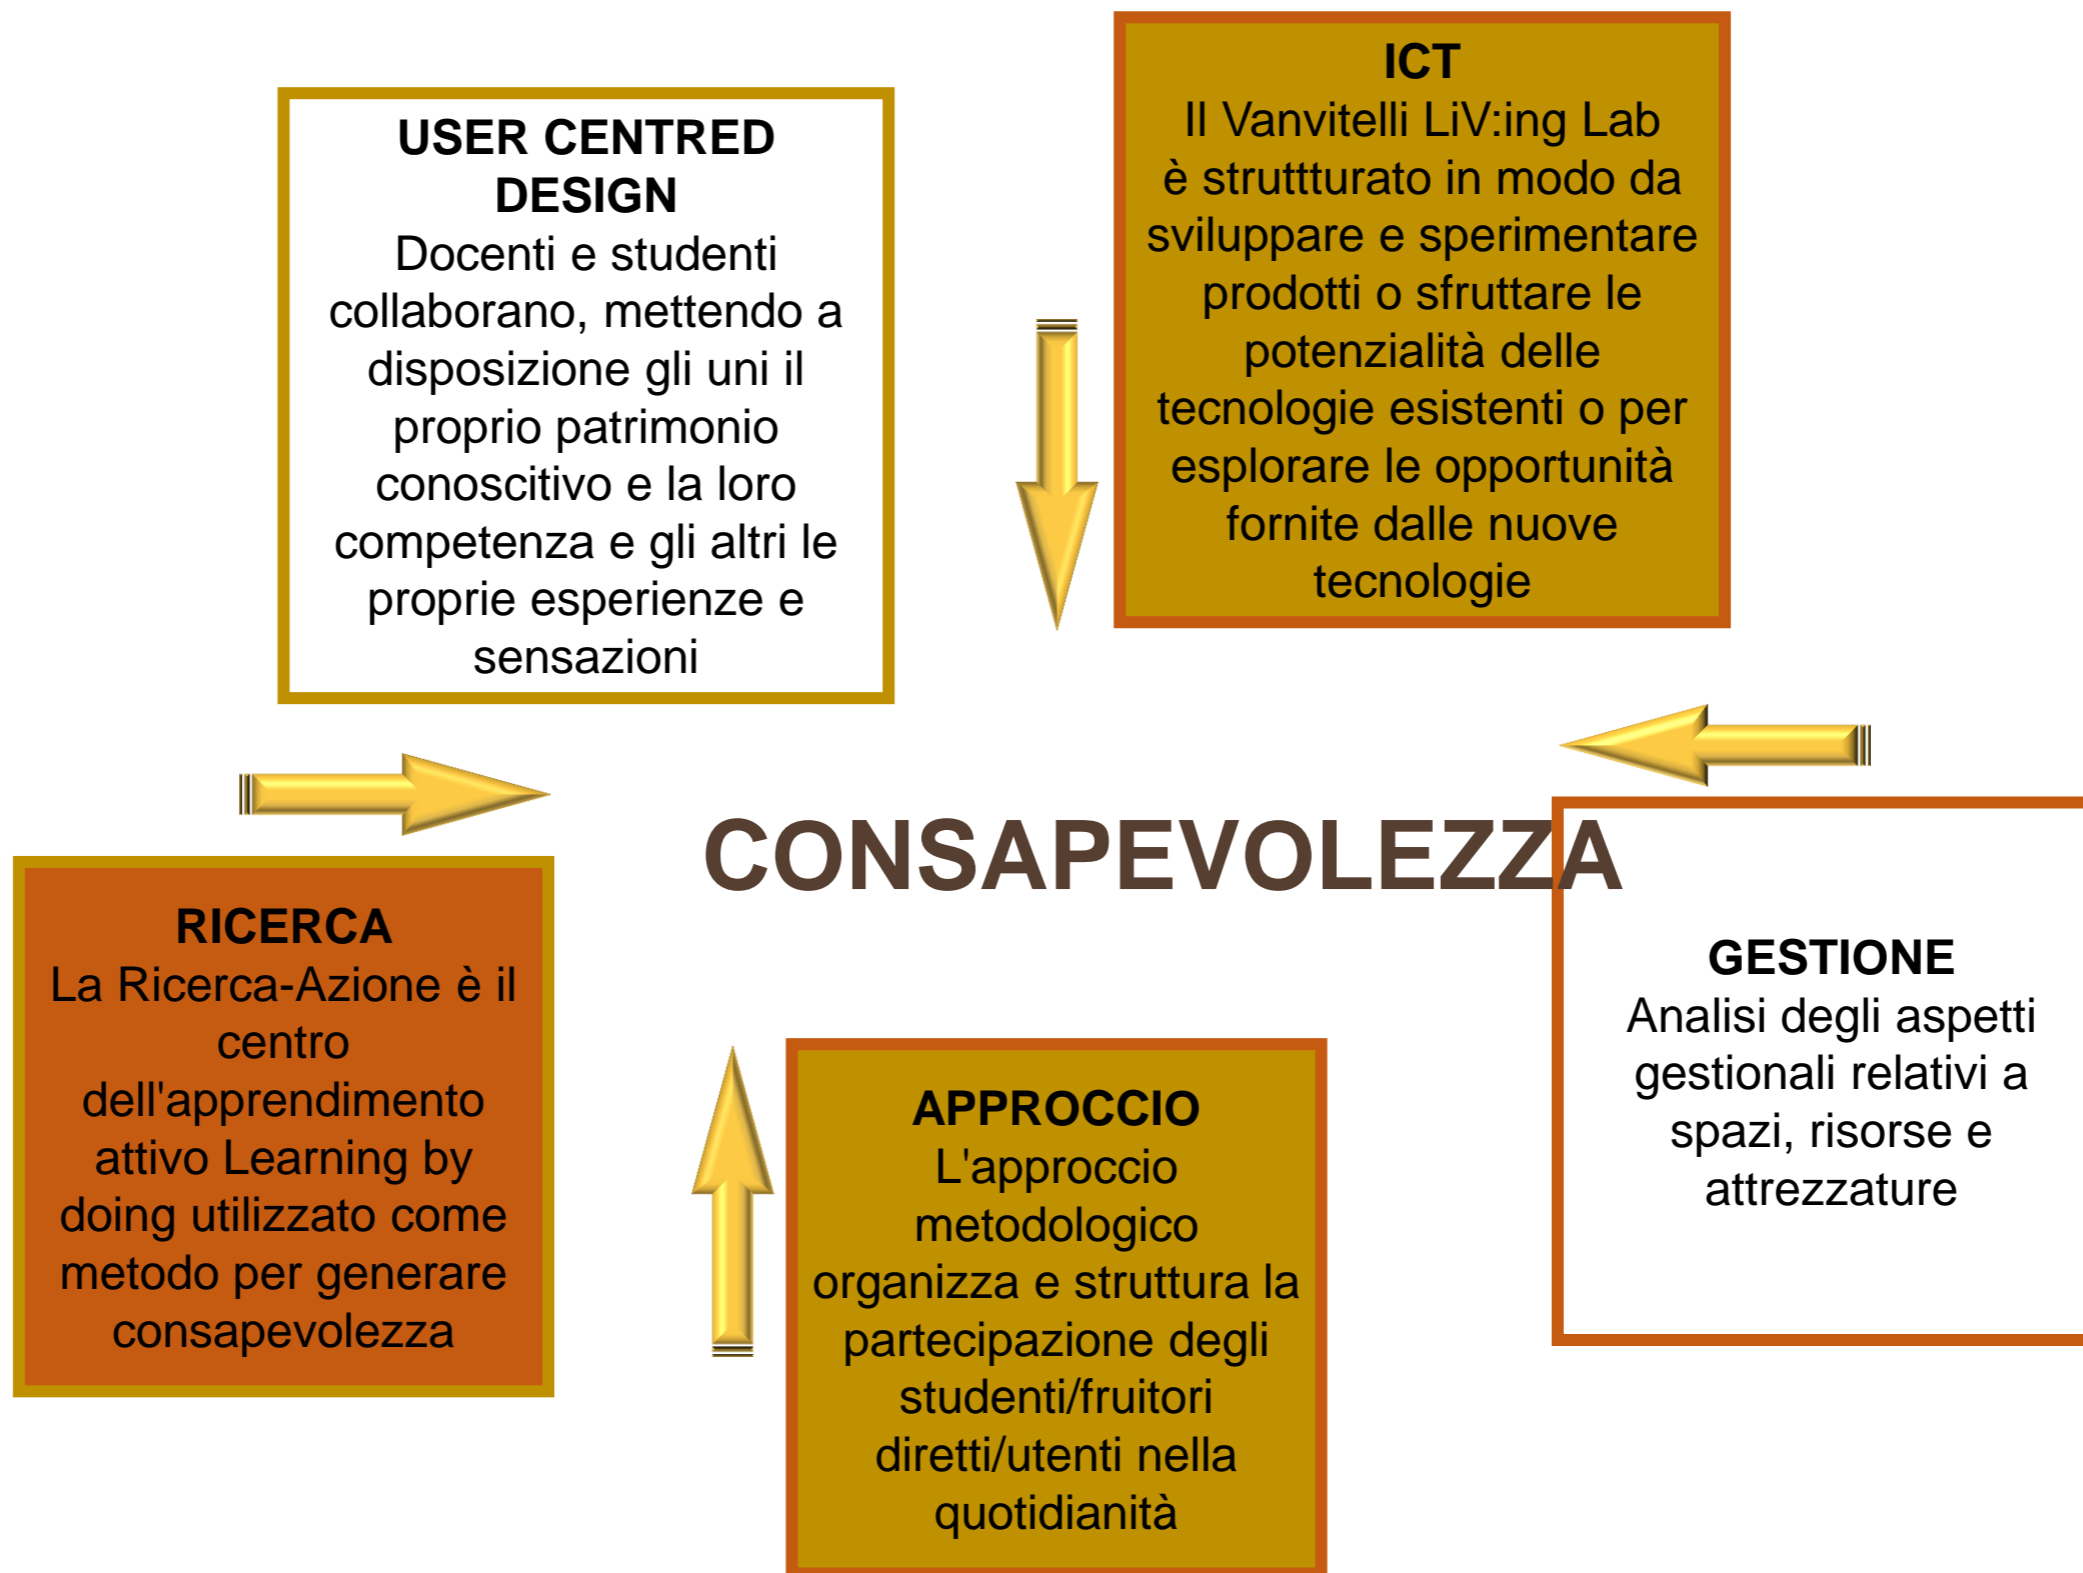 USER CENTRED
DESIGN
Docenti e studenti
collaborano, mettendo a
disposizione gli uni il
proprio patrimonio
conoscitivo e la loro
competenza e gli altri le
proprie esperienze e
sensazioni
ICT
Il Vanvitelli LiV:ing Lab
è struttturato in modo da
sviluppare e sperimentare
prodotti o sfruttare le
potenzialità delle
tecnologie esistenti o per
esplorare le opportunità
fornite dalle nuove
tecnologie
CONSAPEVOLEZZA
RICERCA
La Ricerca-Azione è il
centro
dell'apprendimento
attivo Learning by
doing utilizzato come
metodo per generare
consapevolezza
APPROCCIO
L'approccio
metodologico
organizza e struttura la
partecipazione degli
studenti/fruitori
diretti/utenti nella
quotidianità
GESTIONE
Analisi degli aspetti
gestionali relativi a
spazi, risorse e
attrezzature